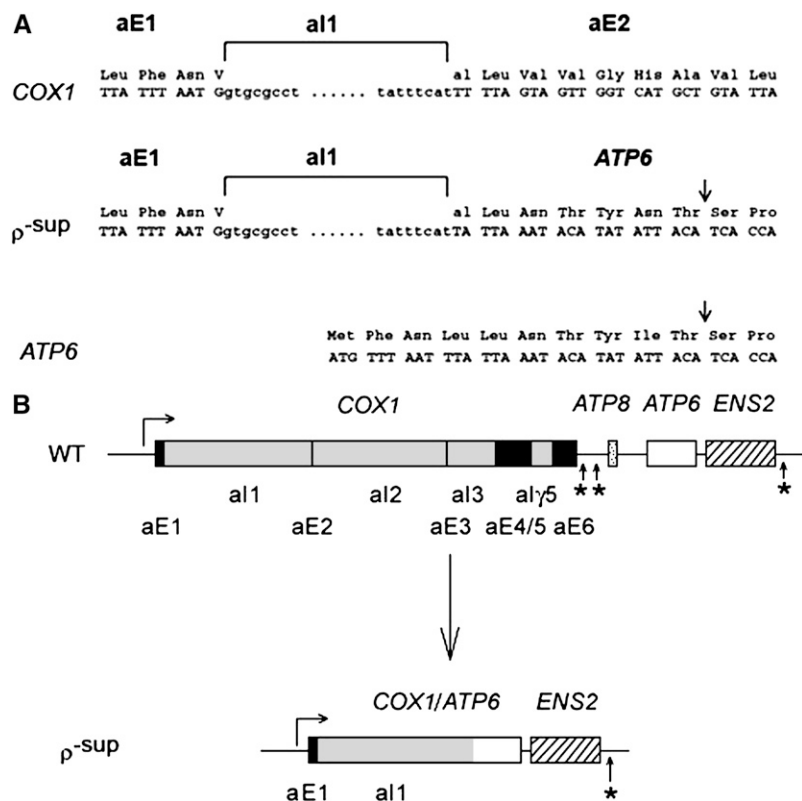 A
aE1 aI1 aE2
Leu Phe Asn V al Leu Val Val Gly His Ala Val Leu
COX1 TTA TTT AAT Ggtgcgcct ...... tatttcatTT TTA GTA GTT GGT CAT GCT GTA TTA
aE1 aI1 ATP6
Leu Phe Asn V al Leu Asn Thr Tyr Asn Thr Ser Pro
ρ-sup TTA TTT AAT Ggtgcgcct ...... tatttcatTA TTA AAT ACA TAT ATT ACA TCA CCA
Met Phe Asn Leu Leu Asn Thr Tyr Ile Thr Ser Pro
ATP6 ATG TTT AAT TTA TTA AAT ACA TAT ATT ACA TCA CCA
B
COX1 ATP8 ATP6 ENS2
WT
* * *
aI1 aI2 aI3 aIγ5
aE1 aE2 aE3 aE4/5 aE6
COX1/ATP6 ENS2
ρ-sup
aE1 aI1 *